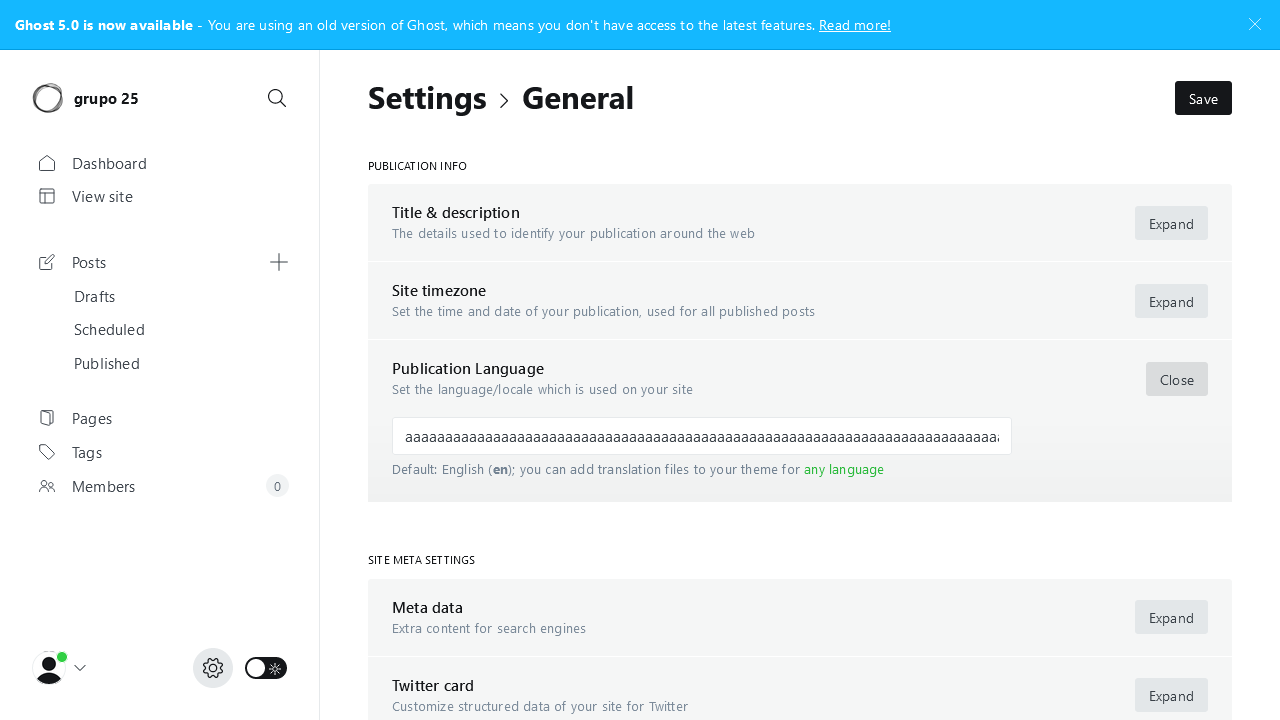 Ghost 5.0 is now available - You are using an old version of Ghost, which means you don't have access to the latest features. Read more!
grupo 25
Dashboard
View site
Posts
Drafts
Scheduled
Published
Pages
Tags
Members
0
Settings
General
Save
PUBLICATION INFO
Title & description
The details used to identify your publication around the web
Expand
Site timezone
Set the time and date of your publication, used for all published posts
Expand
Publication Language
Set the language/locale which is used on your site
Close
aaaaaaaaaaaaaaaaaaaaaaaaaaaaaaaaaaaaaaaaaaaaaaaaaaaaaaaaaaaaaaaaaaaaaaaaaa
Default: English (en); you can add translation files to your theme for any language
SITE META SETTINGS
Meta data
Extra content for search engines
Expand
Twitter card
Customize structured data of your site for Twitter
Expand